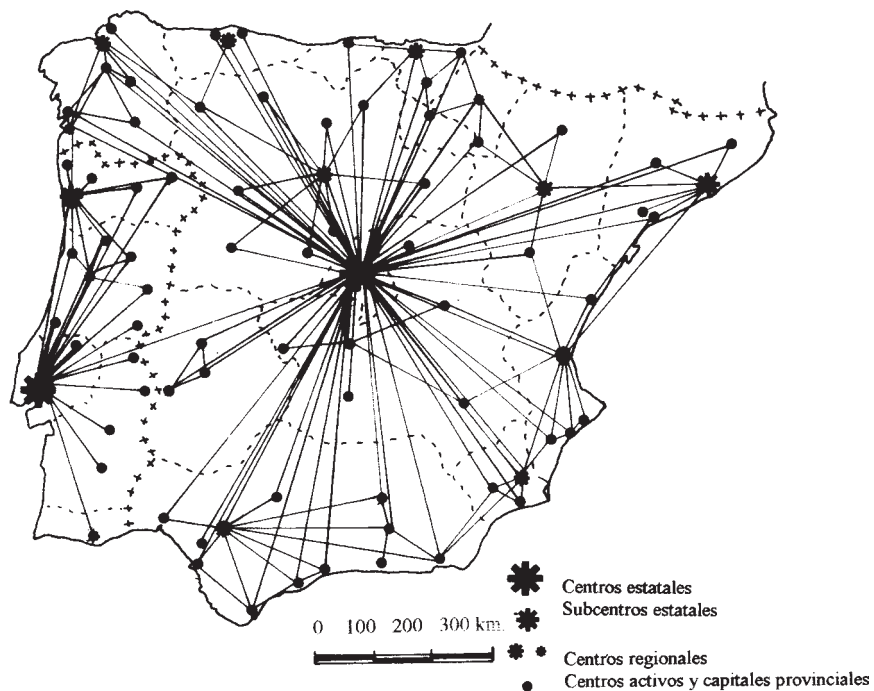 0 100 200 300 km.
Centros estatales
Subcentros estatales
Centros regionales
Centros activos y capitales provinciales